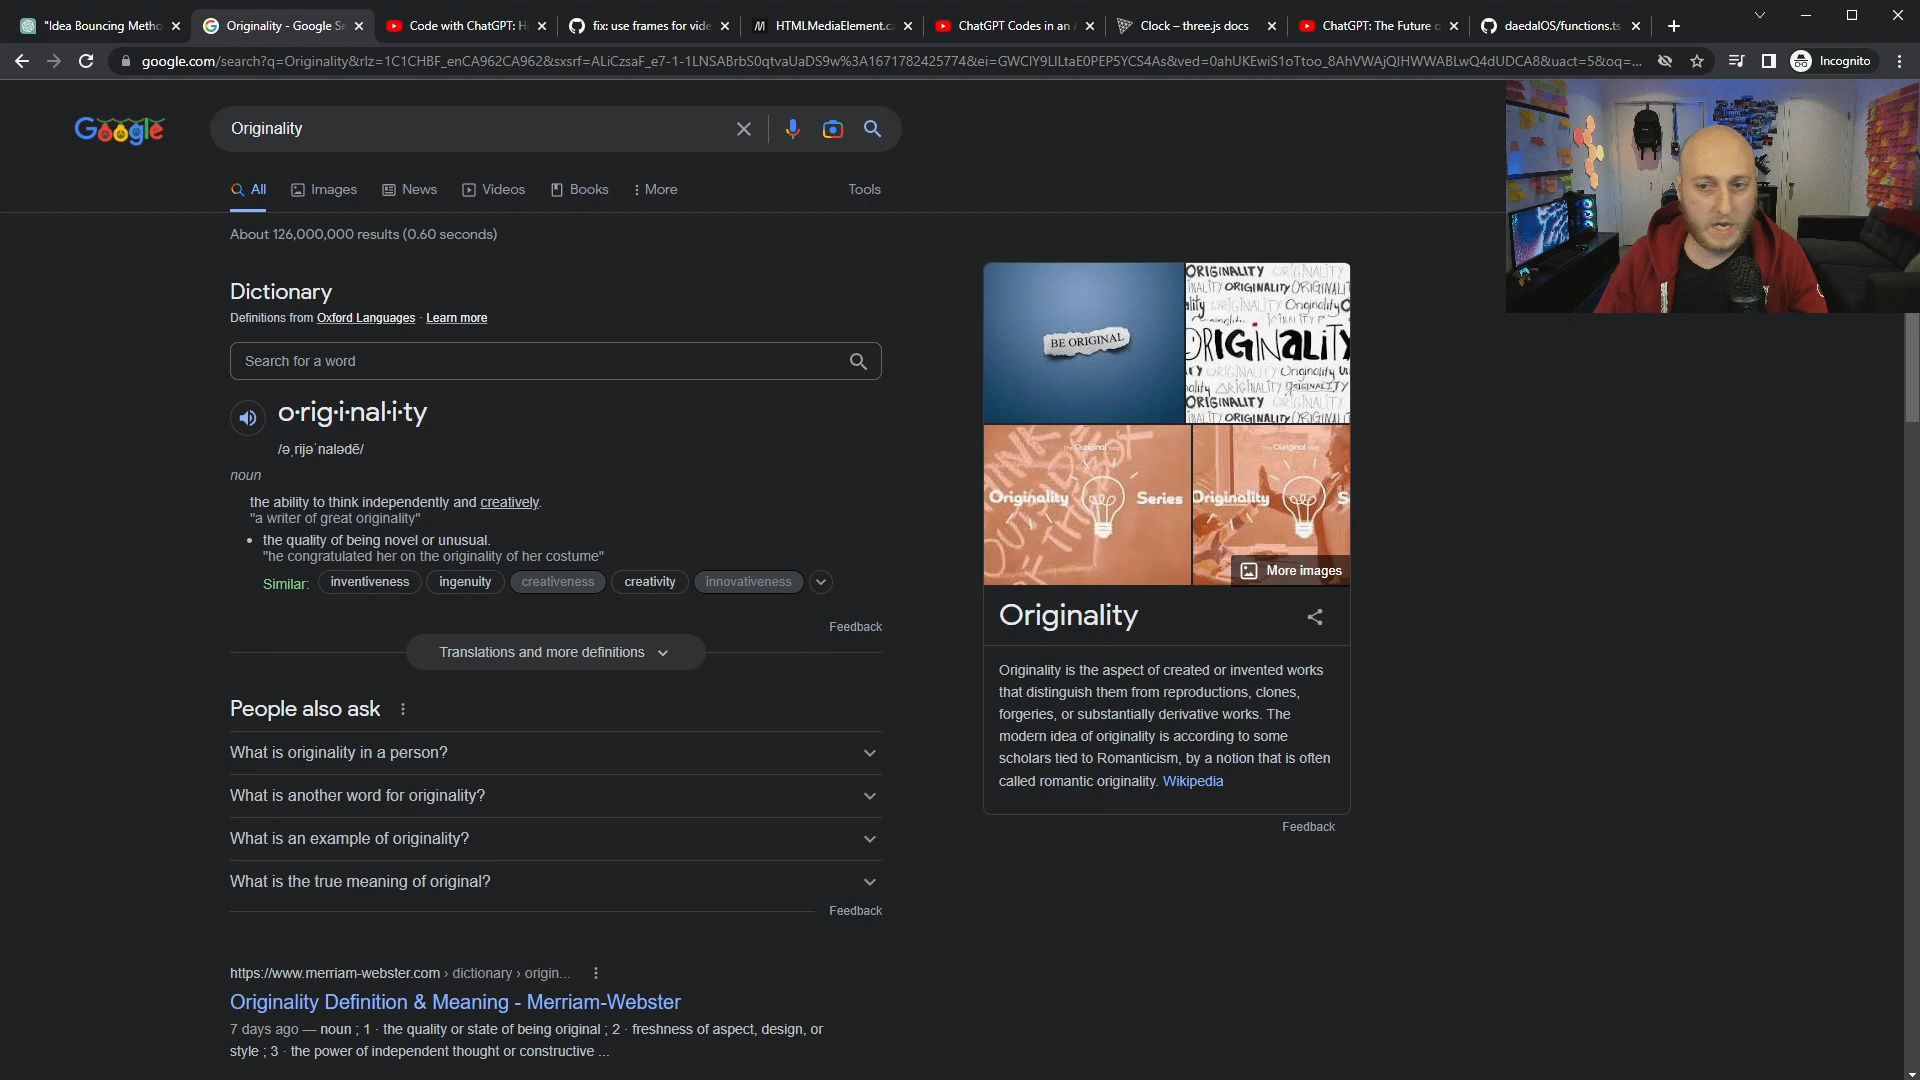 "Idea Bouncing Metho
Originality - Google Se
Code with ChatGPT: H
fix: use frames for vide
HTMLMediaElement.ca
ChatGPT Codes in an
Clock – three.js docs
ChatGPT: The Future o
daedalOS/functions.ts
google.com/search?q=Originality&rlz=1C1CHBF_enCA962CA962&sxsrf=ALiCzsaF_e7-1-1LNSABrbS0qtvaUaDS9w%3A1671782425774&ei=GWClY9LILtaE0PEP5YCS4As&ved=0ahUKEwiS1oTtoo_8AhVWAjQIHWWABLwQ4dUDCA8&uact=5&oq=...
Incognito
Google
Originality
All
Images
News
Videos
Books
More
Tools
About 126,000,000 results (0.60 seconds)
Dictionary
Definitions from Oxford Languages · Learn more
Search for a word
o·rig·i·nal·i·ty
/əˌrijəˈnalədē/
noun
the ability to think independently and creatively.
"a writer of great originality"
• the quality of being novel or unusual.
"he congratulated her on the originality of her costume"
Similar: inventiveness ingenuity creativeness creativity innovativeness
Feedback
Translations and more definitions
People also ask
What is originality in a person?
What is another word for originality?
What is an example of originality?
What is the true meaning of original?
Feedback
https://www.merriam-webster.com › dictionary › origin...
Originality Definition & Meaning - Merriam-Webster
7 days ago — noun ; 1 · the quality or state of being original ; 2 · freshness of aspect, design, or
style ; 3 · the power of independent thought or constructive ...
BE ORIGINAL
ORIGINALITY
ORIGINALITY
ORIGINALITY
ORIGINALITY
ORIGINALITY
Originality Series
Originality S
More images
Originality
Originality is the aspect of created or invented works
that distinguish them from reproductions, clones,
forgeries, or substantially derivative works. The
modern idea of originality is according to some
scholars tied to Romanticism, by a notion that is often
called romantic originality. Wikipedia
Feedback